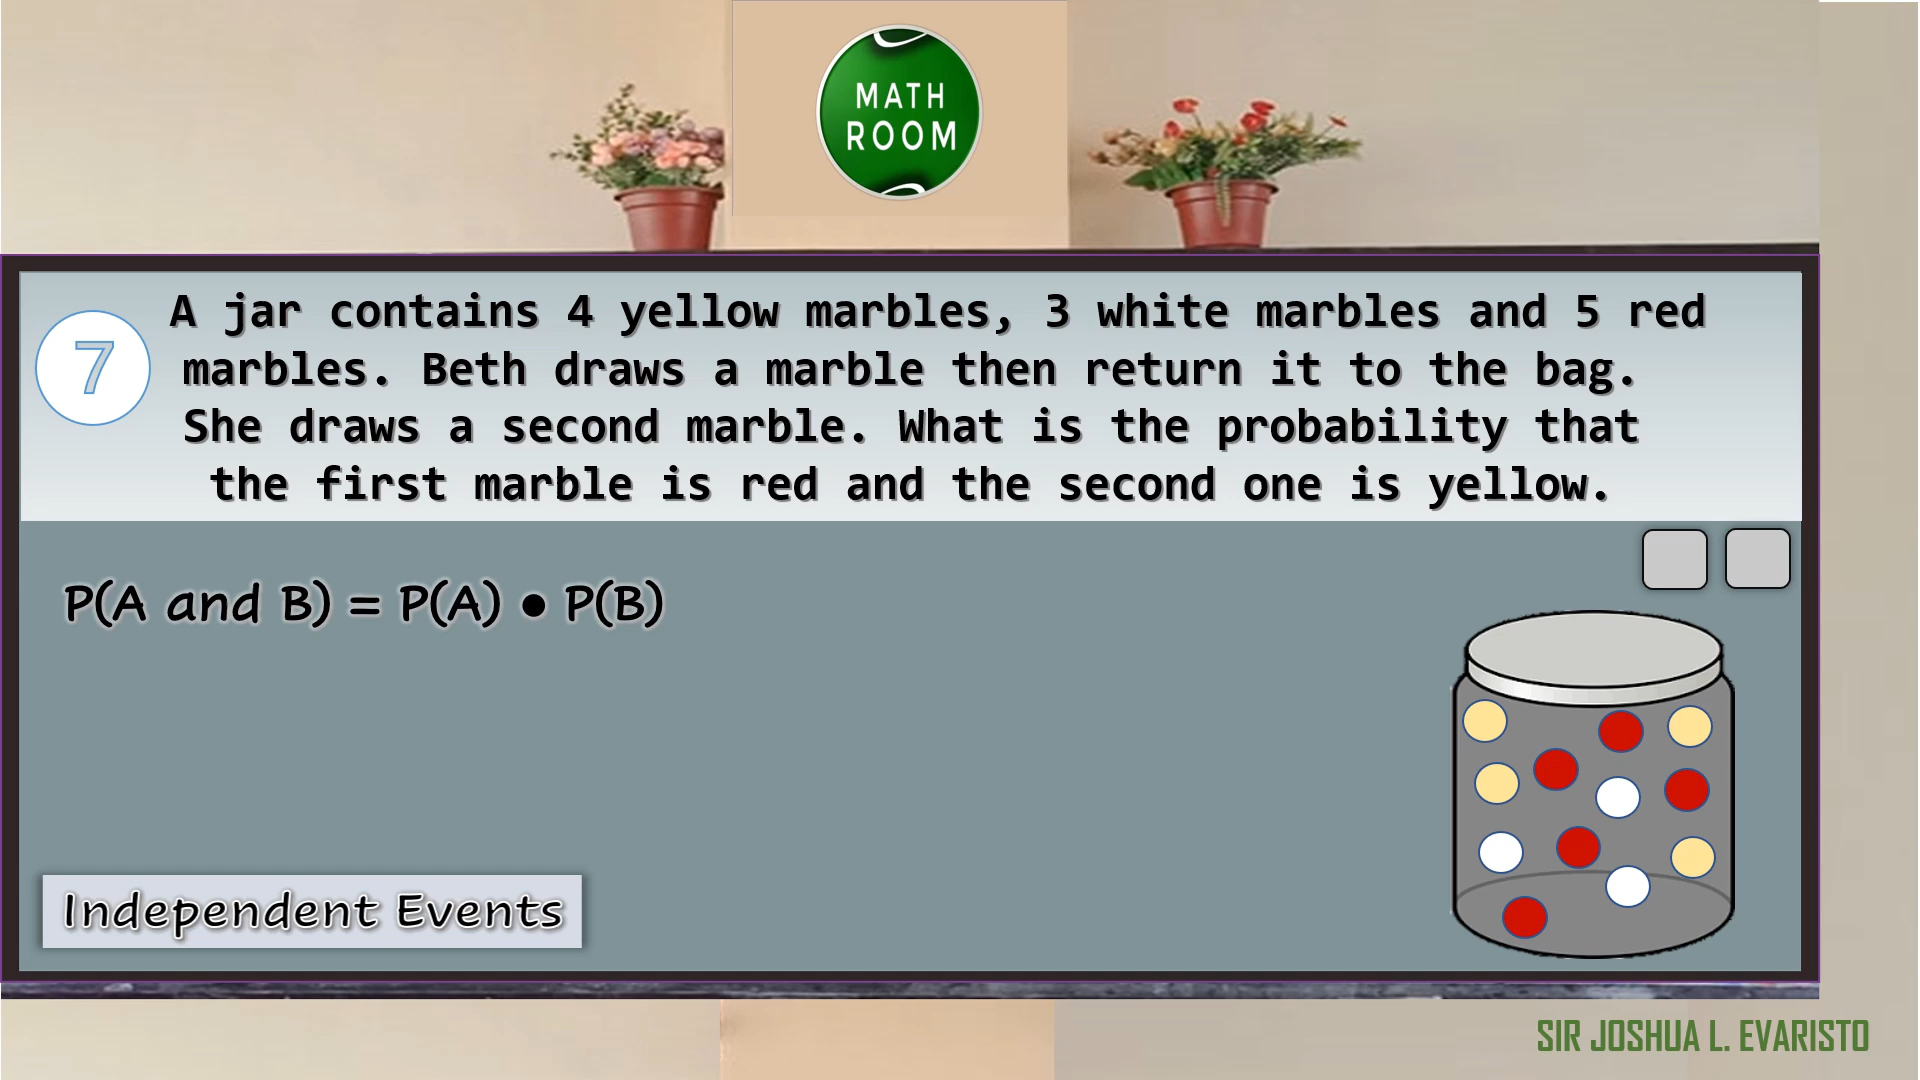 MATH
ROOM
7
A jar contains 4 yellow marbles, 3 white marbles and 5 red
marbles. Beth draws a marble then return it to the bag.
She draws a second marble. What is the probability that
the first marble is red and the second one is yellow.
P(A and B) = P(A) • P(B)
Independent Events
SIR JOSHUA L. EVARISTO